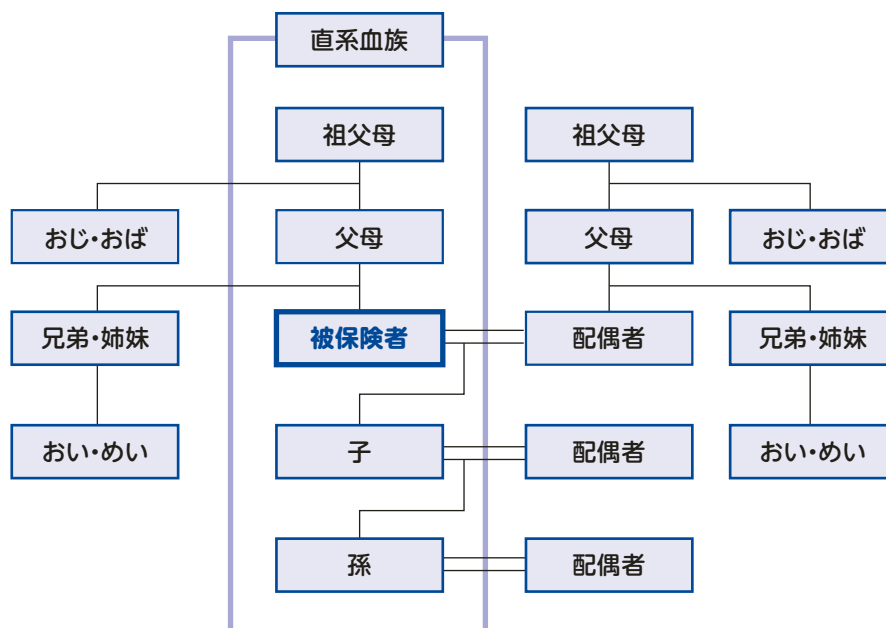 直系血族
祖父母
祖父母
おじ・おば
父母
父母
おじ・おば
兄弟・姉妹
被保険者
配偶者
兄弟・姉妹
おい・めい
子
配偶者
おい・めい
孫
配偶者